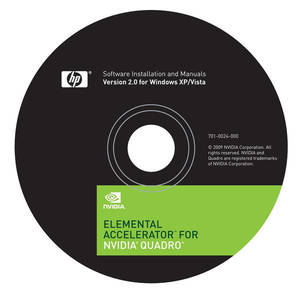 hp
Software Installation and Manuals
Version 2.0 for Windows XP/Vista
701-0024-000
© 2009 NVIDIA Corporation. All
rights reserved. NVIDIA and
Quadro are registered trademarks
of NVIDIA Corporation.
NVIDIA
ELEMENTAL
ACCELERATOR™ FOR
NVIDIA® QUADRO®